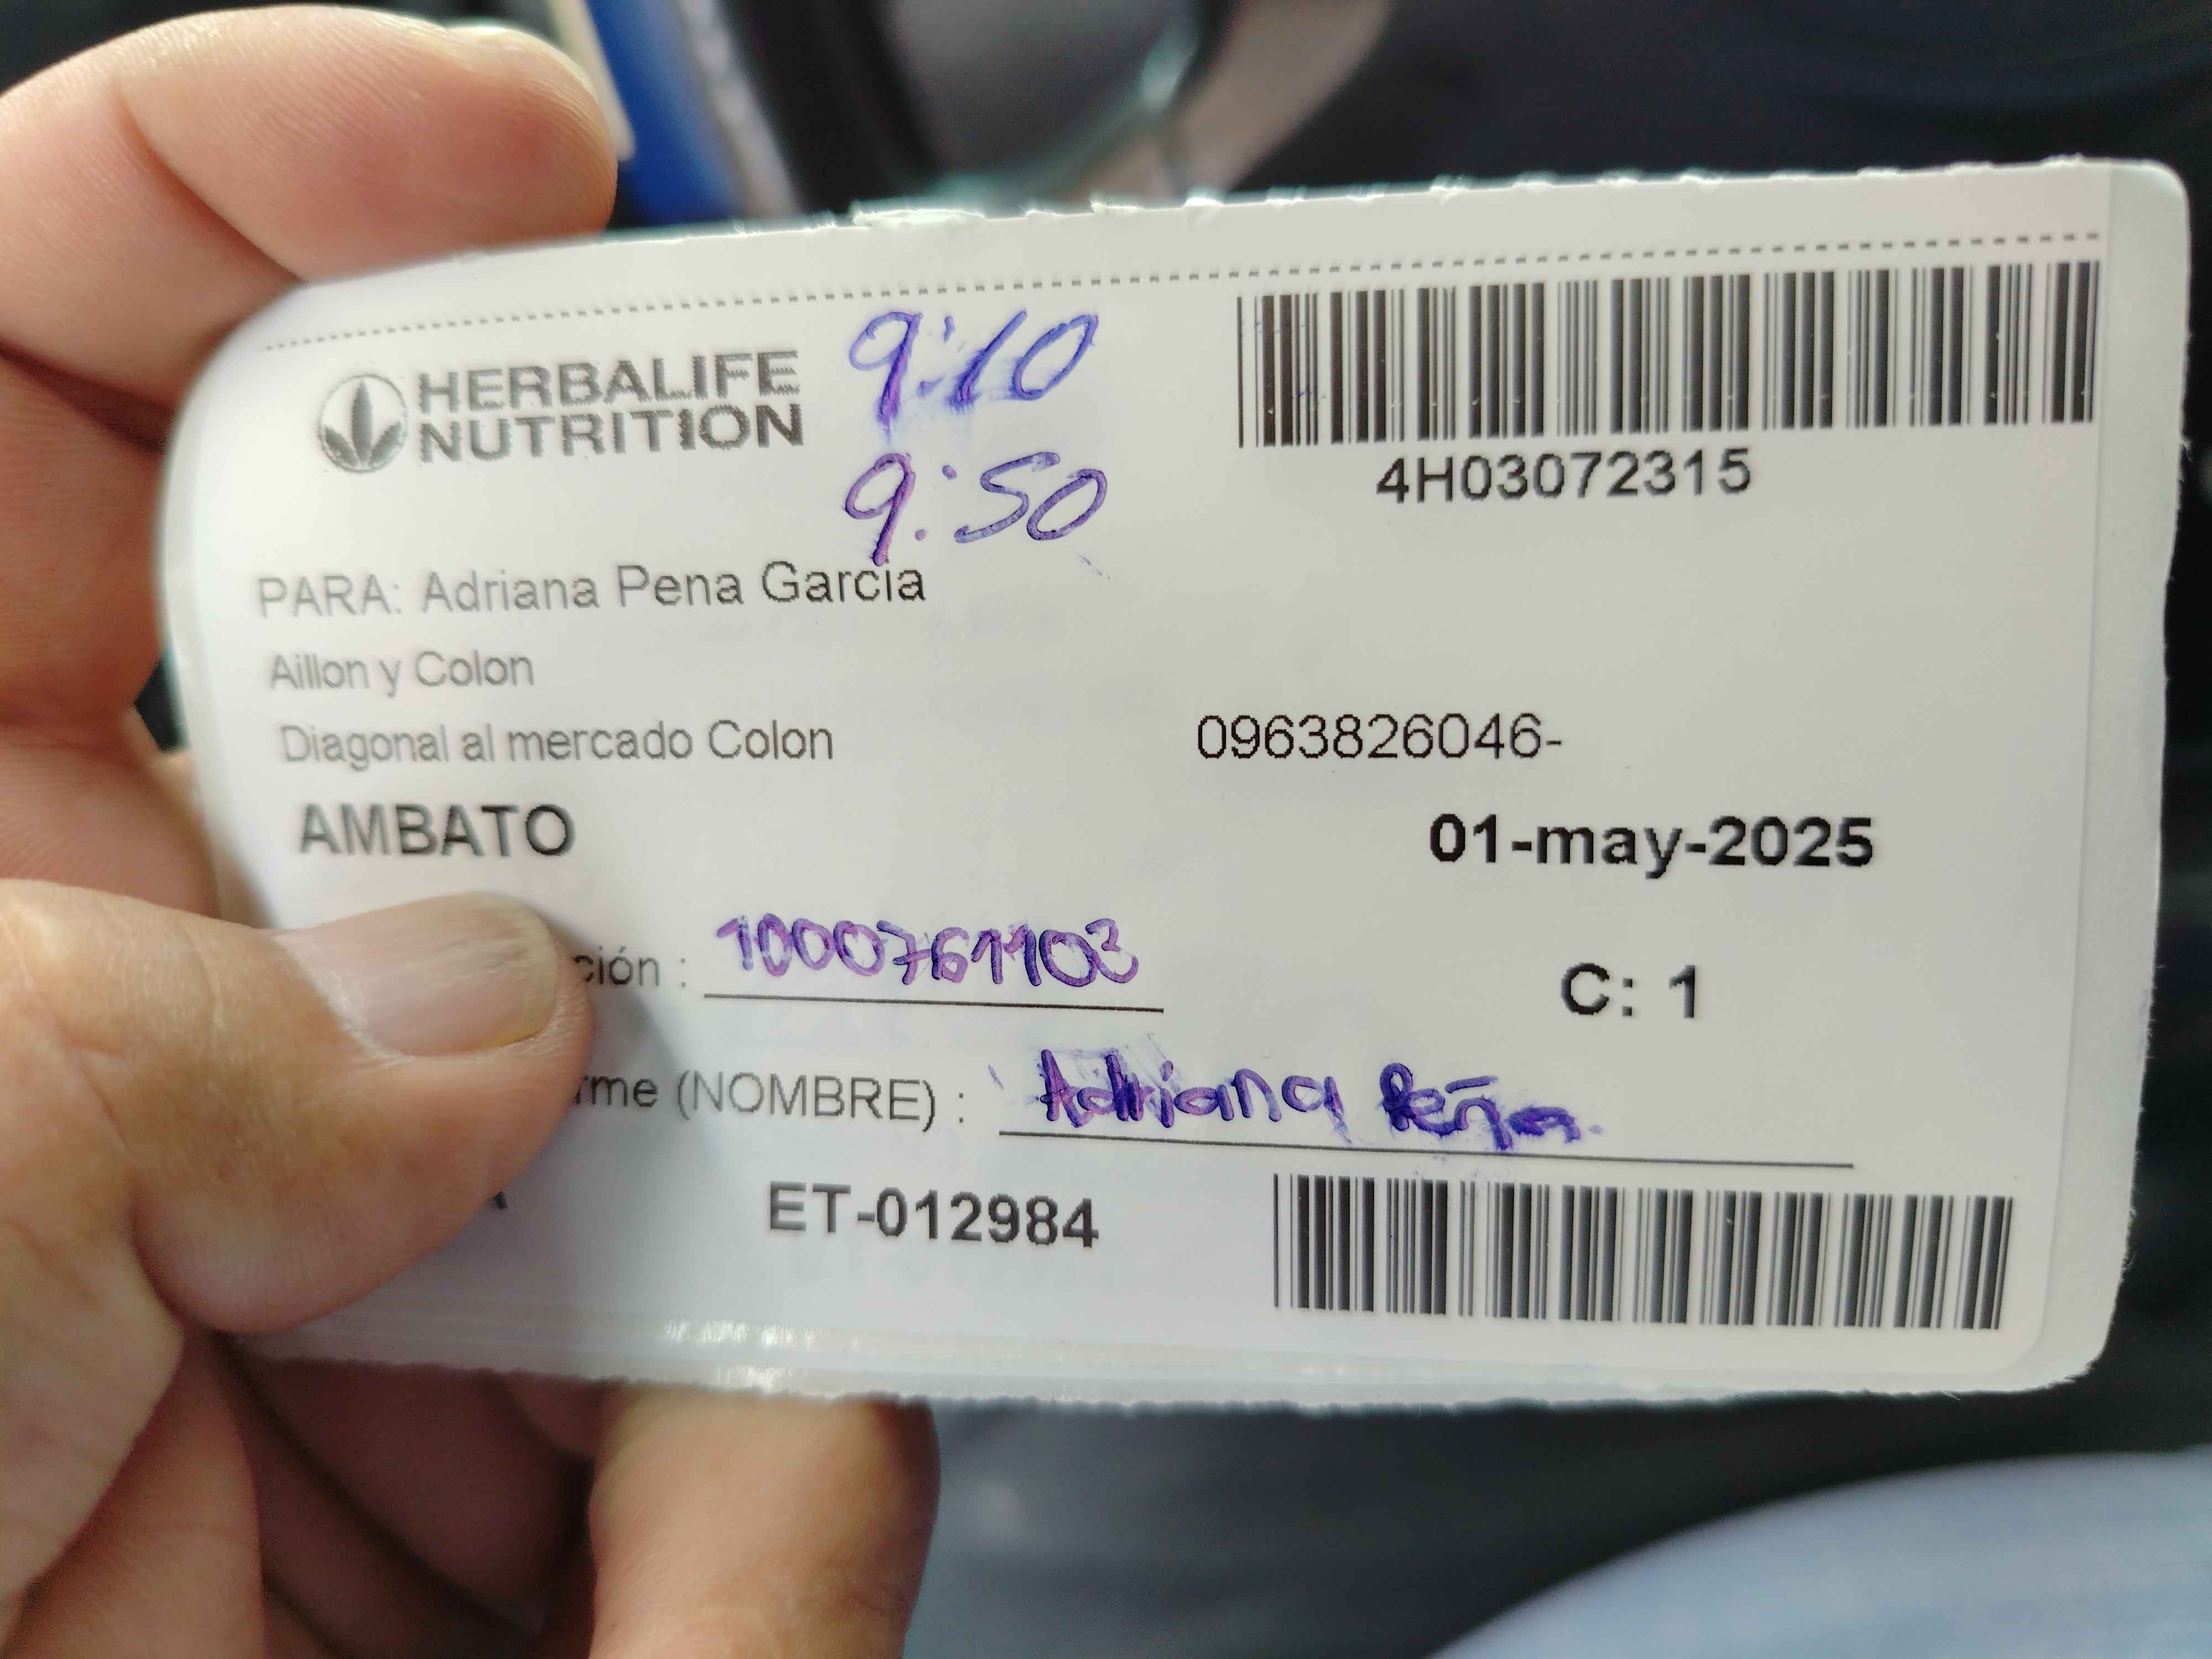 HERBALIFE
NUTRITION
9:10
9:50
4H03072315
PARA: Adriana Pena Garcia
Aillon y Colon
Diagonal al mercado Colon
0963826046-
AMBATO
01-may-2025
ción : 1000761103
C: 1
rme (NOMBRE) : Adriana Peña
ET-012984